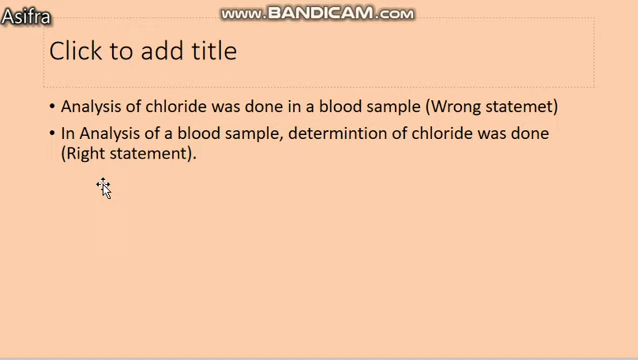 Asifra
www.BANDICAM.com
Click to add title
• Analysis of chloride was done in a blood sample (Wrong statemet)
• In Analysis of a blood sample, determintion of chloride was done
(Right statement).